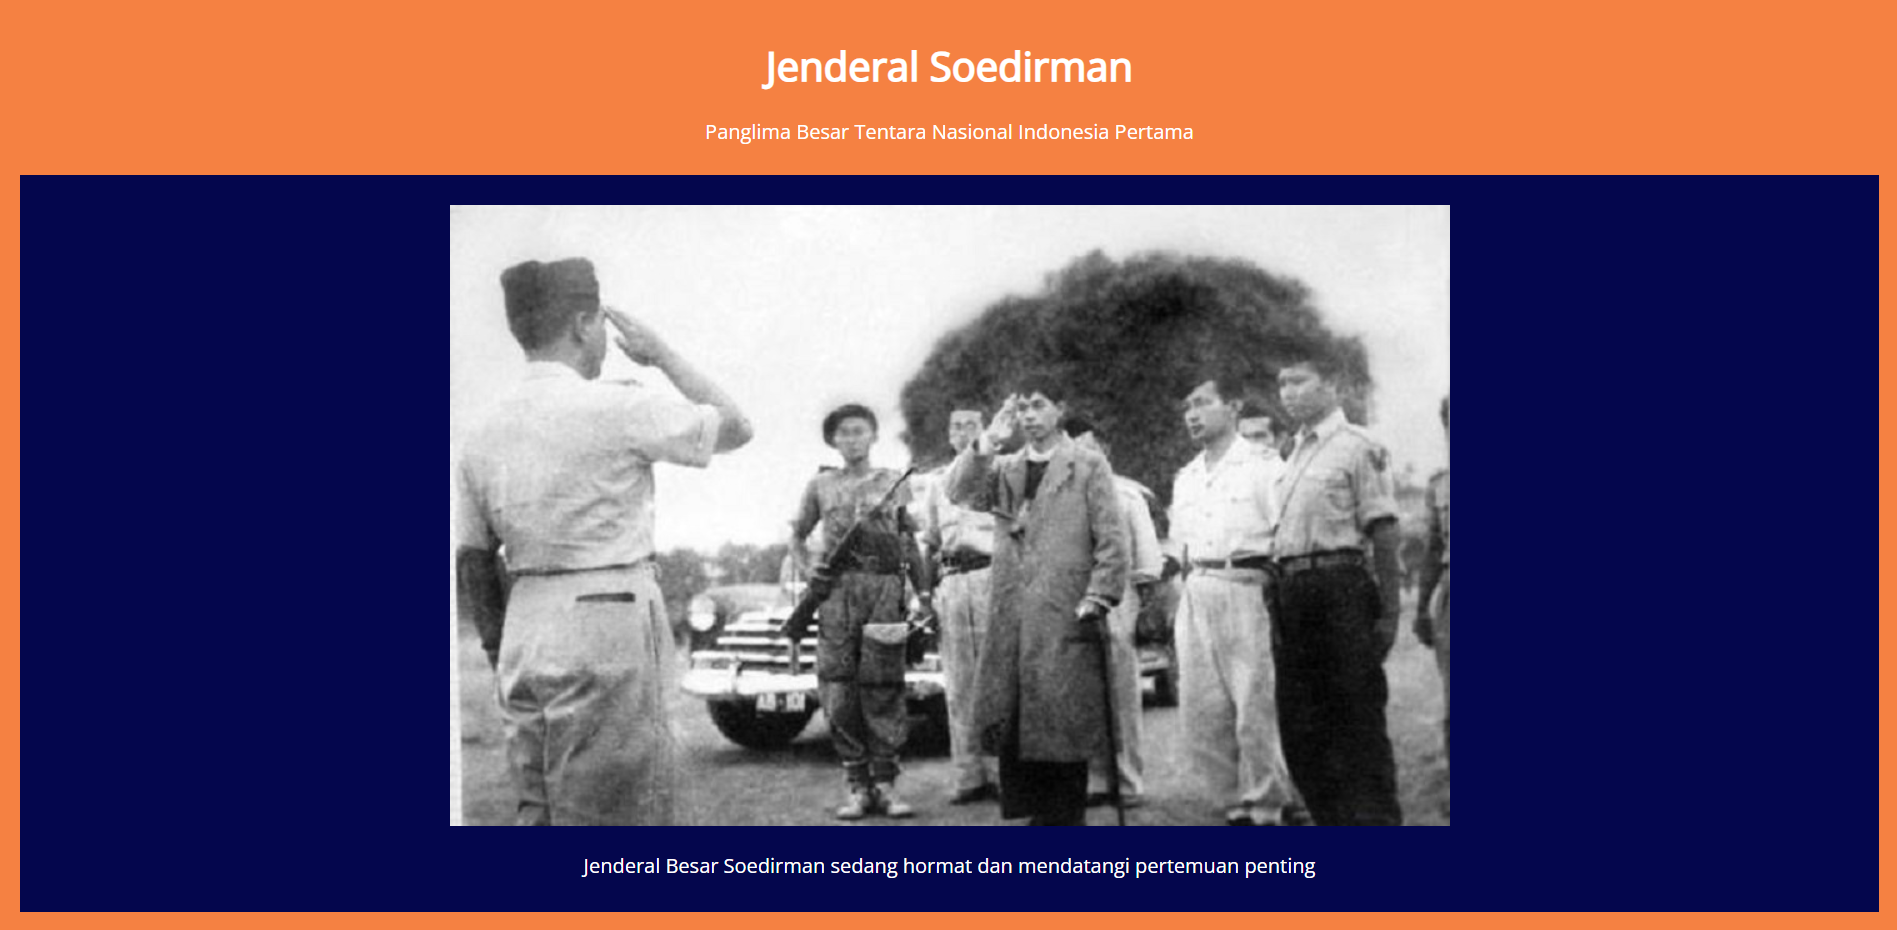 Jenderal Soedirman
Panglima Besar Tentara Nasional Indonesia Pertama
Jenderal Besar Soedirman sedang hormat dan mendatangi pertemuan penting